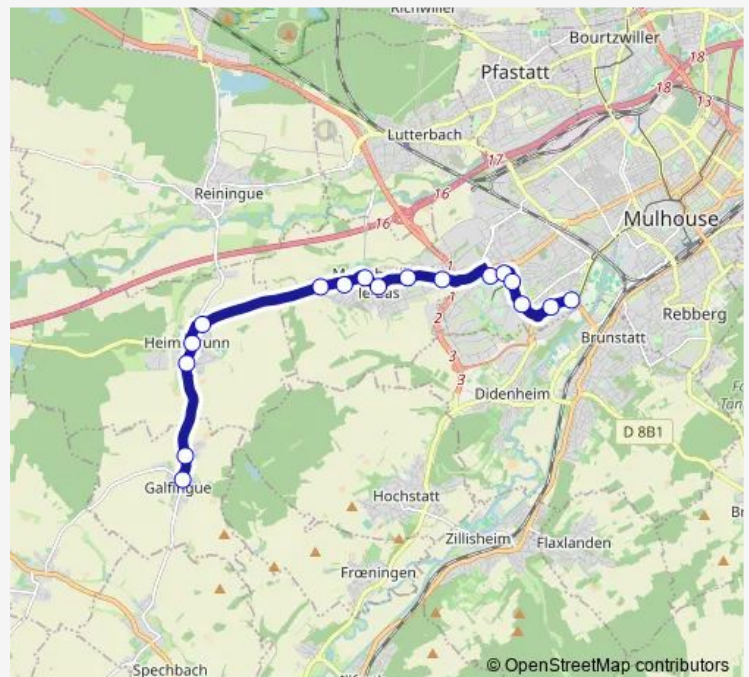 Richwiller
Bourtzwiller
18
Pfastatt
18
13
Lutterbach
17
Reiningue
16
16
Mulhouse
1
le-Bas
1
2
Rebberg
Brunstatt
3
3
Didenheim
D 8B1
Galfingue
Hochstatt
Zillisheim
Flaxlanden
Frœningen
Spechbach
© OpenStreetMap contributors